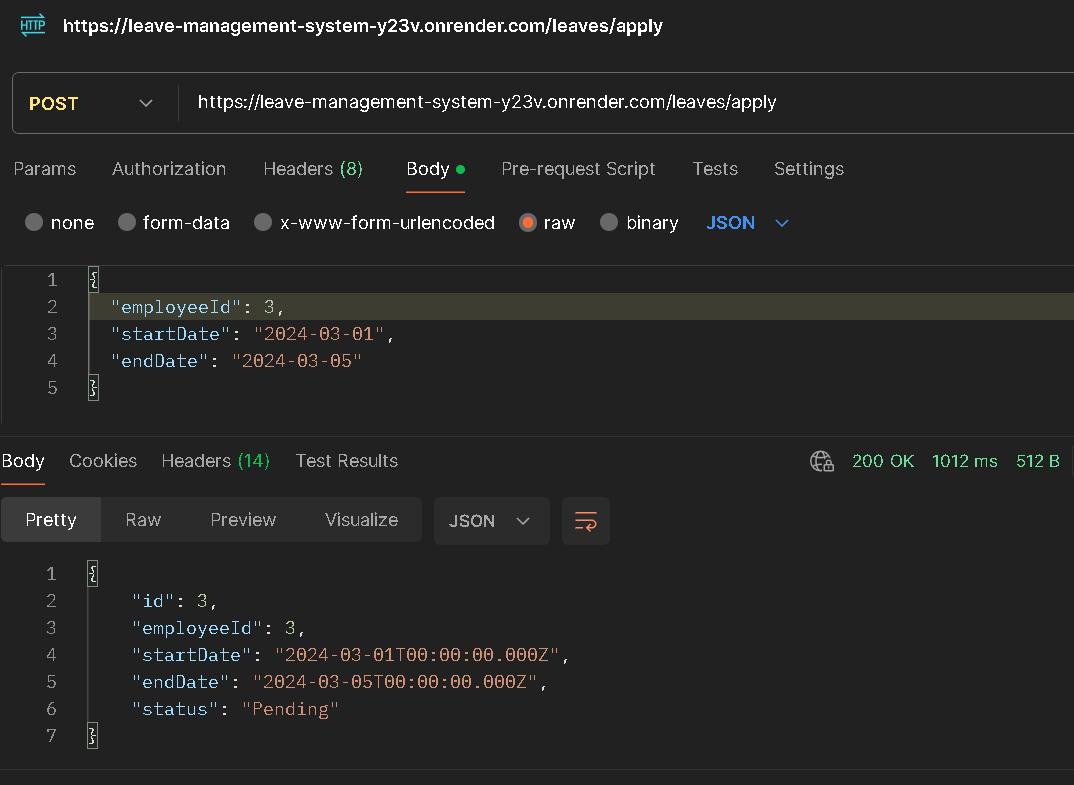 HTTP https://leave-management-system-y23v.onrender.com/leaves/apply
POST https://leave-management-system-y23v.onrender.com/leaves/apply
Params Authorization Headers (8) Body Pre-request Script Tests Settings
none form-data x-www-form-urlencoded raw binary JSON
1 {
2 "employeeId": 3,
3 "startDate": "2024-03-01",
4 "endDate": "2024-03-05"
5 }
Body Cookies Headers (14) Test Results 200 OK 1012 ms 512 B
Pretty Raw Preview Visualize JSON
1 {
2 "id": 3,
3 "employeeId": 3,
4 "startDate": "2024-03-01T00:00:00.000Z",
5 "endDate": "2024-03-05T00:00:00.000Z",
6 "status": "Pending"
7 }